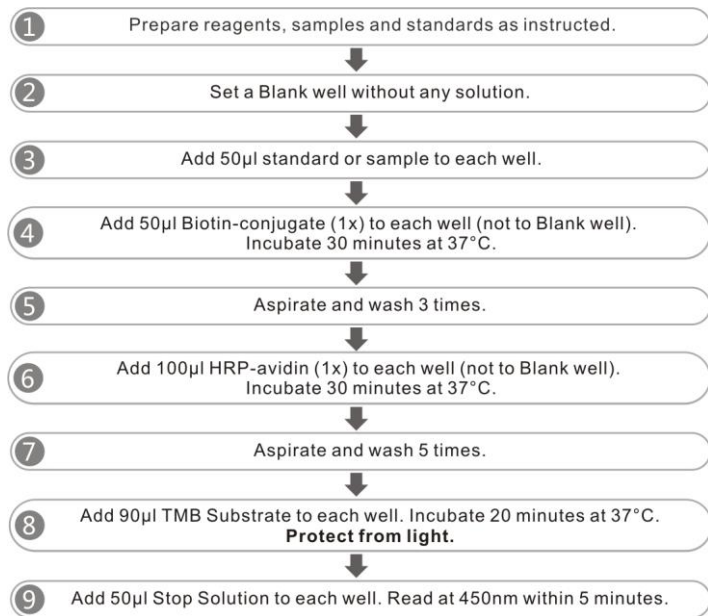 1 Prepare reagents, samples and standards as instructed.
2 Set a Blank well without any solution.
3 Add 50µl standard or sample to each well.
4 Add 50µl Biotin-conjugate (1x) to each well (not to Blank well).
Incubate 30 minutes at 37°C.
5 Aspirate and wash 3 times.
6 Add 100µl HRP-avidin (1x) to each well (not to Blank well).
Incubate 30 minutes at 37°C.
7 Aspirate and wash 5 times.
8 Add 90µl TMB Substrate to each well. Incubate 20 minutes at 37°C.
Protect from light.
9 Add 50µl Stop Solution to each well. Read at 450nm within 5 minutes.